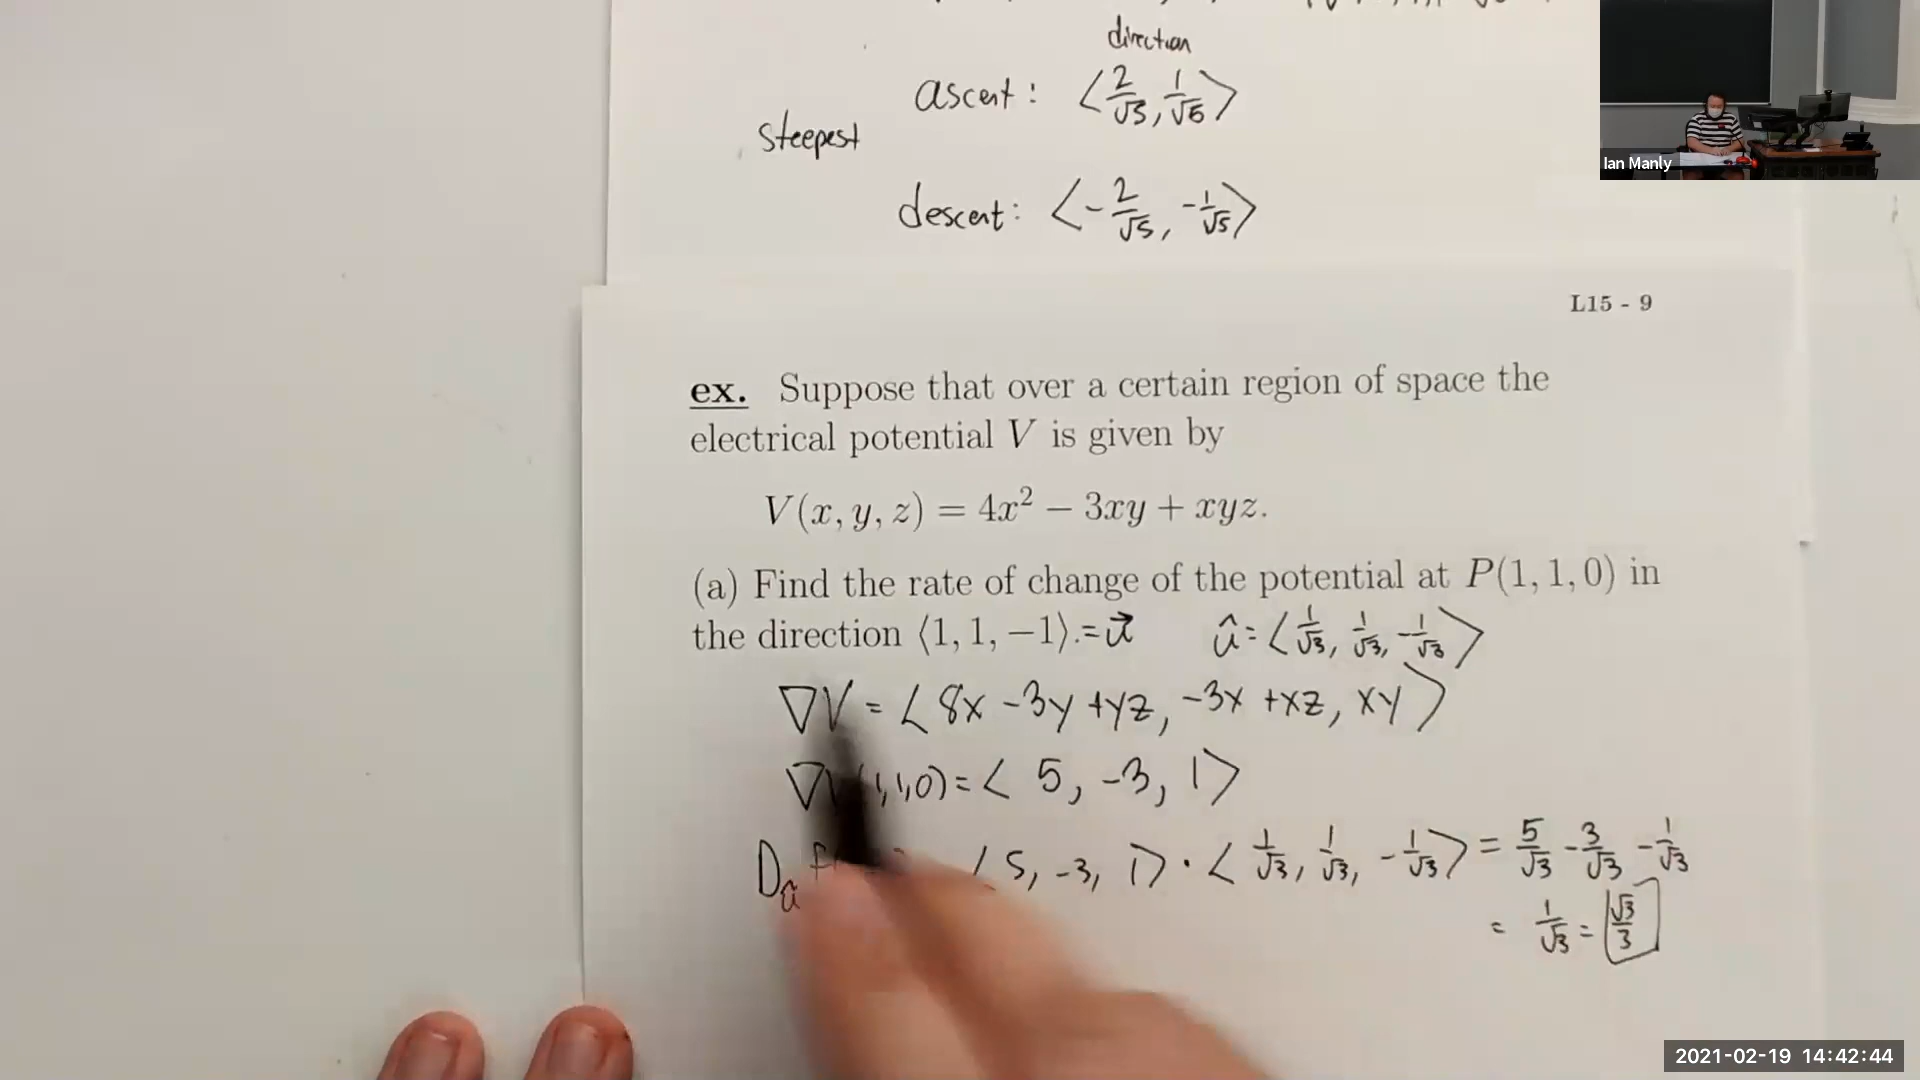 direction
ascent: ⟨2/√5, 1/√5⟩
steepest
descent: ⟨-2/√5, -1/√5⟩
Ian Manly
L15 - 9
ex. Suppose that over a certain region of space the
electrical potential V is given by
V(x, y, z) = 4x² − 3xy + xyz.
(a) Find the rate of change of the potential at P(1, 1, 0) in
the direction ⟨1, 1, −1⟩. = u⃗ û = ⟨1/√3, 1/√3, -1/√3⟩
∇V = ⟨8x - 3y + yz, -3x + xz, xy⟩
1,0) = ⟨5, -3, 1⟩
D_û ⟨5, -3, 1⟩ · ⟨1/√3, 1/√3, -1/√3⟩ = 5/√3 - 3/√3 - 1/√3
= 1/√3 = √3/3
2021-02-19 14:42:44